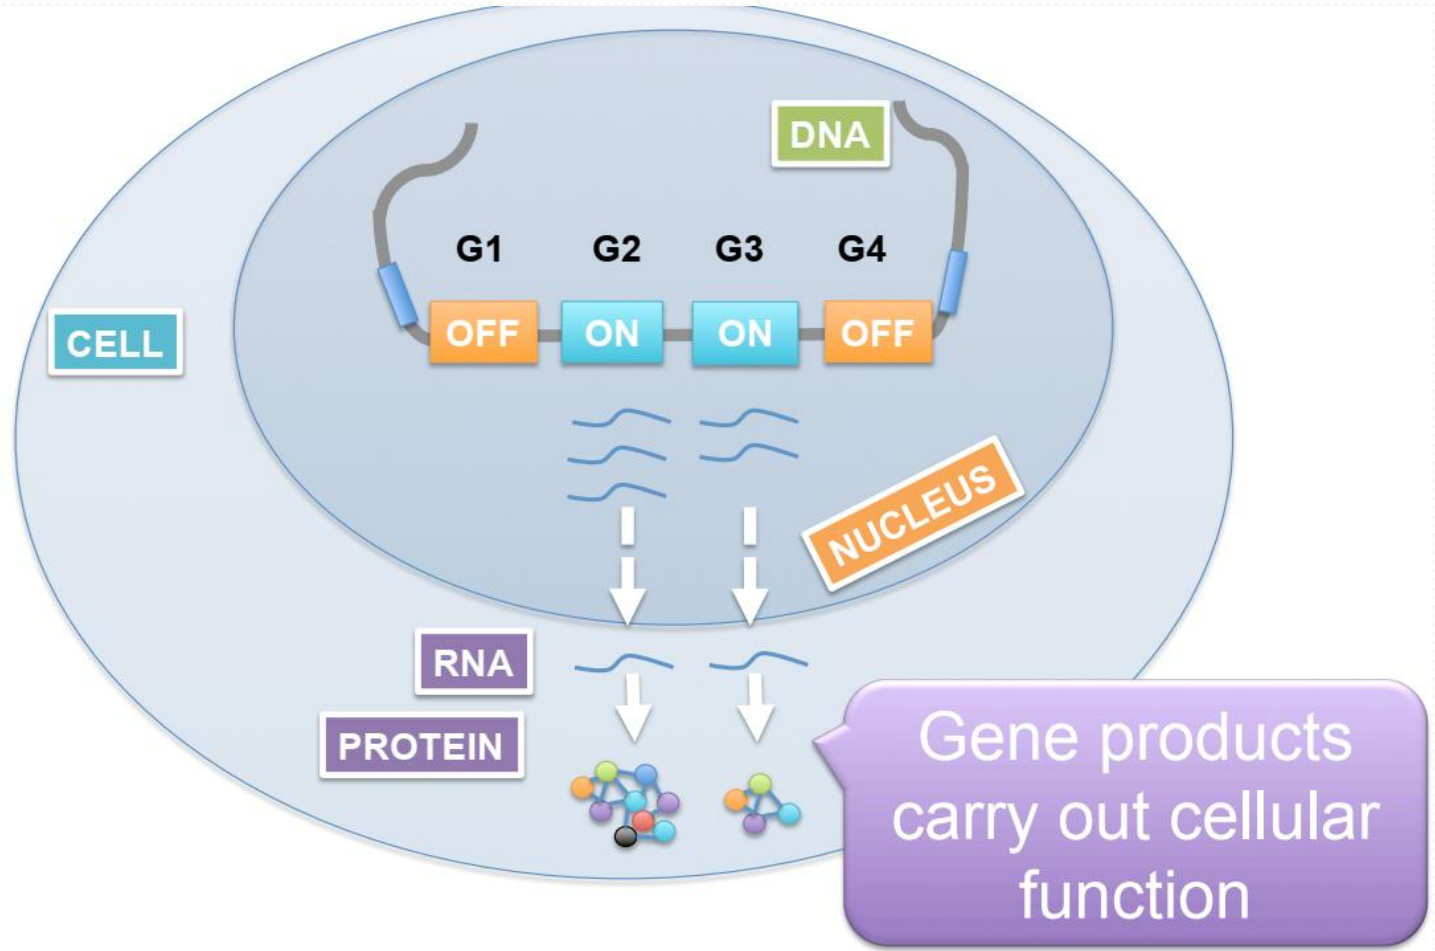 DNA
G1 G2 G3 G4
OFF ON ON OFF
CELL
NUCLEUS
RNA
PROTEIN
Gene products
carry out cellular
function